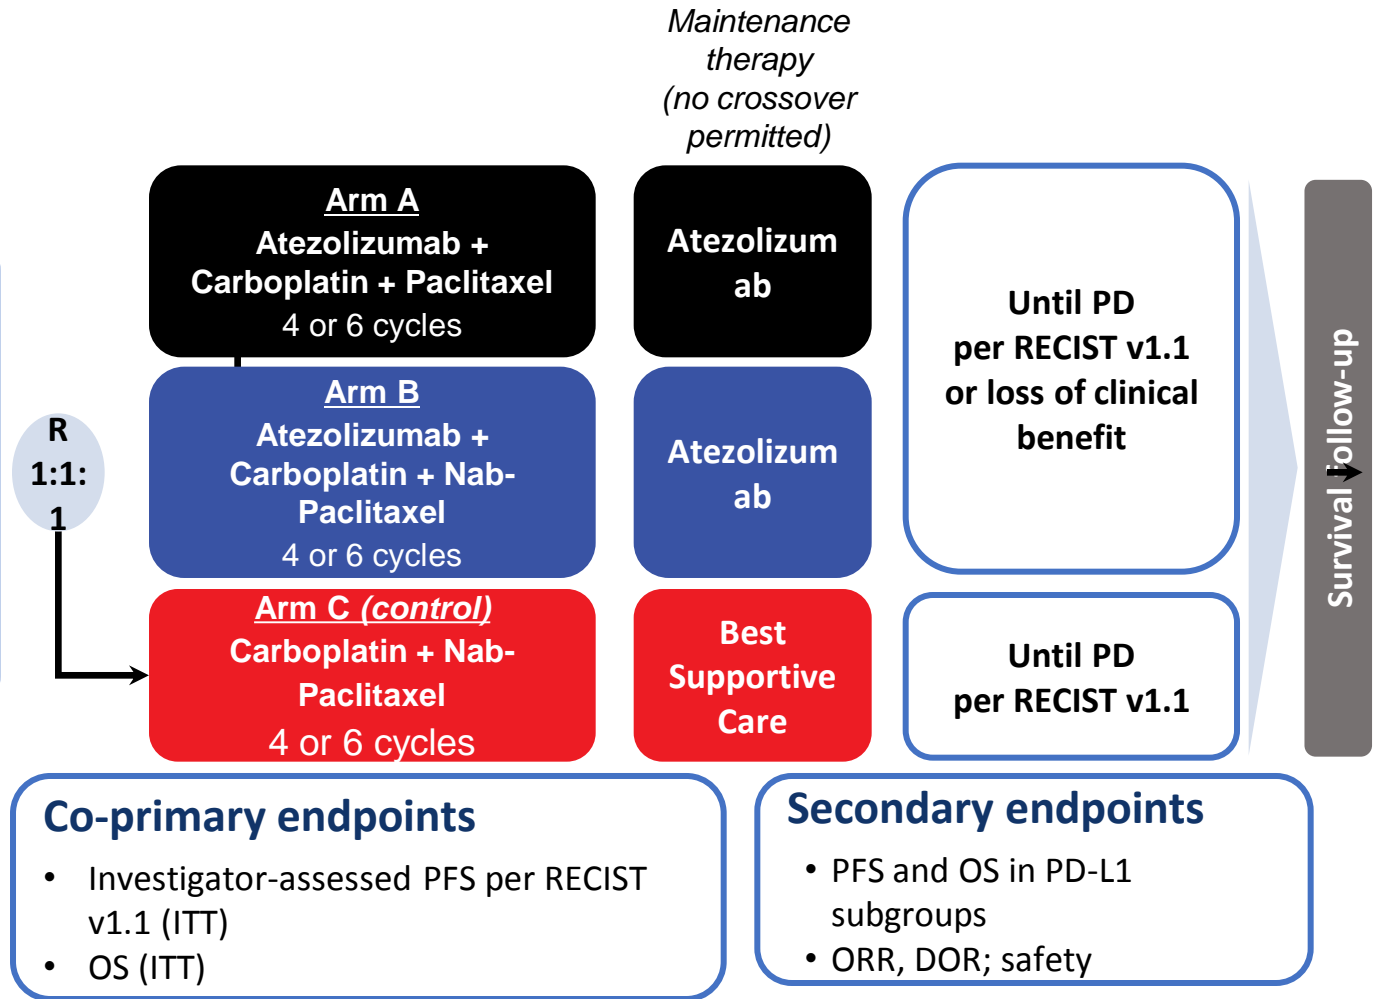 Maintenance
therapy
(no crossover
permitted)
Arm A
Atezolizumab +
Carboplatin + Paclitaxel
4 or 6 cycles
Atezolizum
ab
Until PD
per RECIST v1.1
or loss of clinical
benefit
Arm B
Atezolizumab +
Carboplatin + Nab-
Paclitaxel
4 or 6 cycles
Atezolizum
ab
R
1:1:
1
Arm C (control)
Carboplatin + Nab-
Paclitaxel
4 or 6 cycles
Best
Supportive
Care
Until PD
per RECIST v1.1
Survival follow-up
Co-primary endpoints
• Investigator-assessed PFS per RECIST
v1.1 (ITT)
• OS (ITT)
Secondary endpoints
• PFS and OS in PD-L1
subgroups
• ORR, DOR; safety